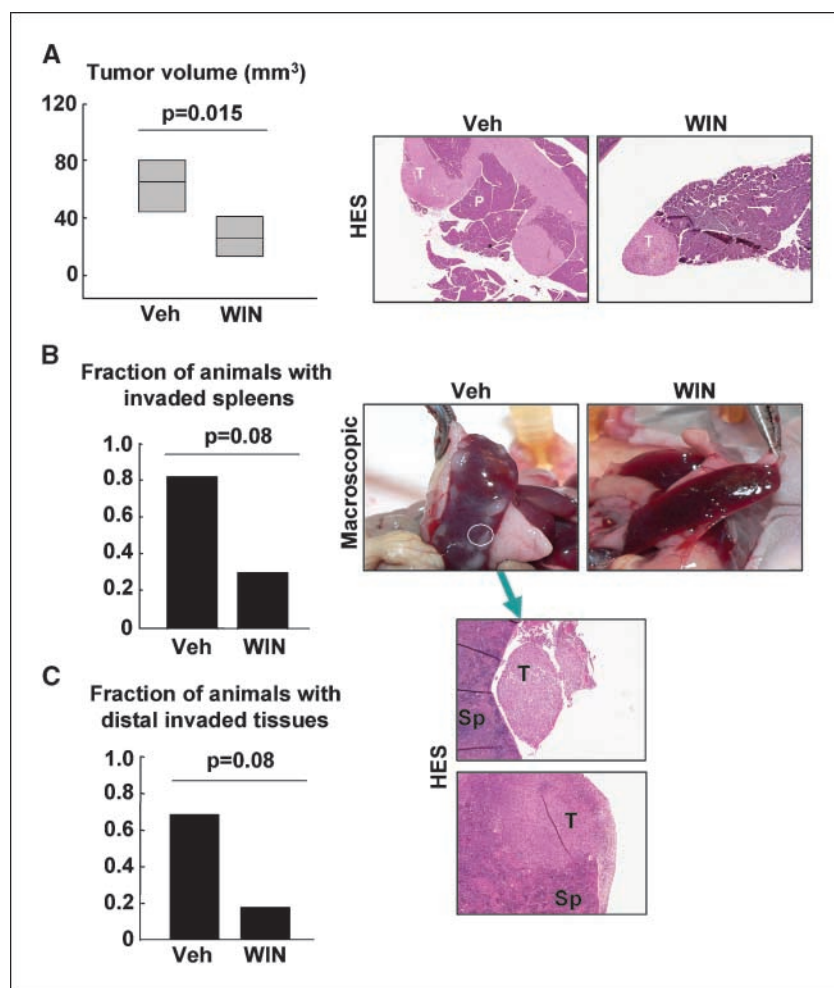 A
Tumor volume (mm³)
p=0.015
120
80
40
0
Veh
WIN
Veh
WIN
HES
T
P
P
T
B
Fraction of animals with
invaded spleens
p=0.08
1.0
0.8
0.6
0.4
0.2
0
Veh
WIN
Veh
WIN
Macroscopic
C
Fraction of animals with
distal invaded tissues
p=0.08
1.0
0.8
0.6
0.4
0.2
0
Veh
WIN
HES
T
Sp
T
Sp